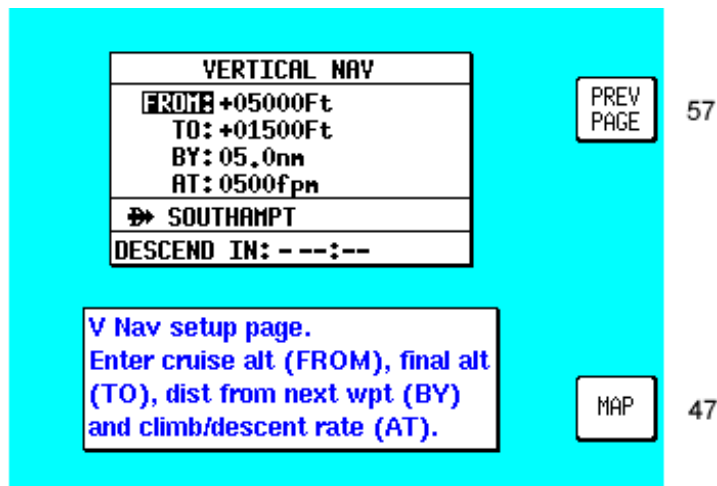 VERTICAL NAV
FROM: +05000Ft
TO: +01500Ft
BY: 05.0nm
AT: 0500fpm
SOUTHAMPT
DESCEND IN: - --:--
PREV
PAGE
57
V Nav setup page.
Enter cruise alt (FROM), final alt
(TO), dist from next wpt (BY)
and climb/descent rate (AT).
MAP
47